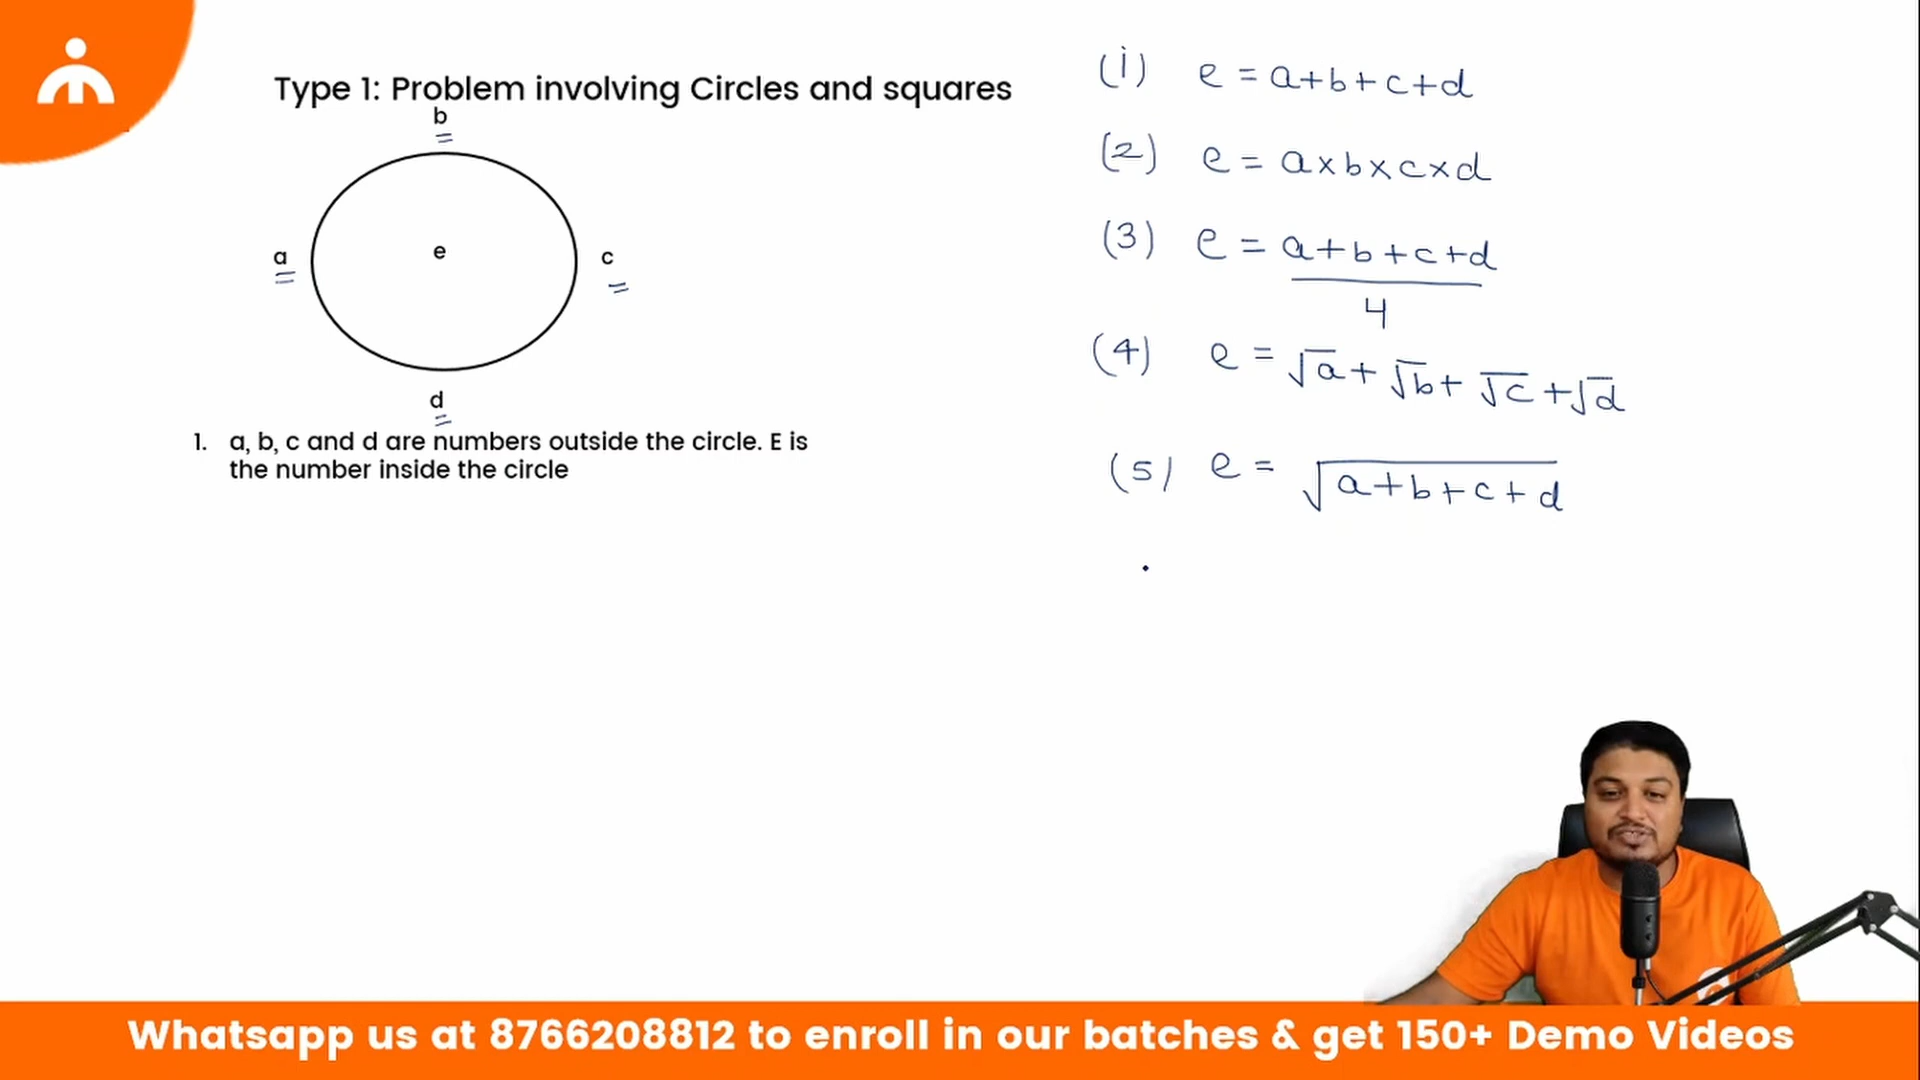 Type 1: Problem involving Circles and squares
b
a
e
c
d
1. a, b, c and d are numbers outside the circle. E is
the number inside the circle
(1) e = a+b+c+d
(2) e = a×b×c×d
(3) e = a+b+c+d
4
(4) e = √a + √b + √c + √d
(5) e = √a+b+c+d
Whatsapp us at 8766208812 to enroll in our batches & get 150+ Demo Videos